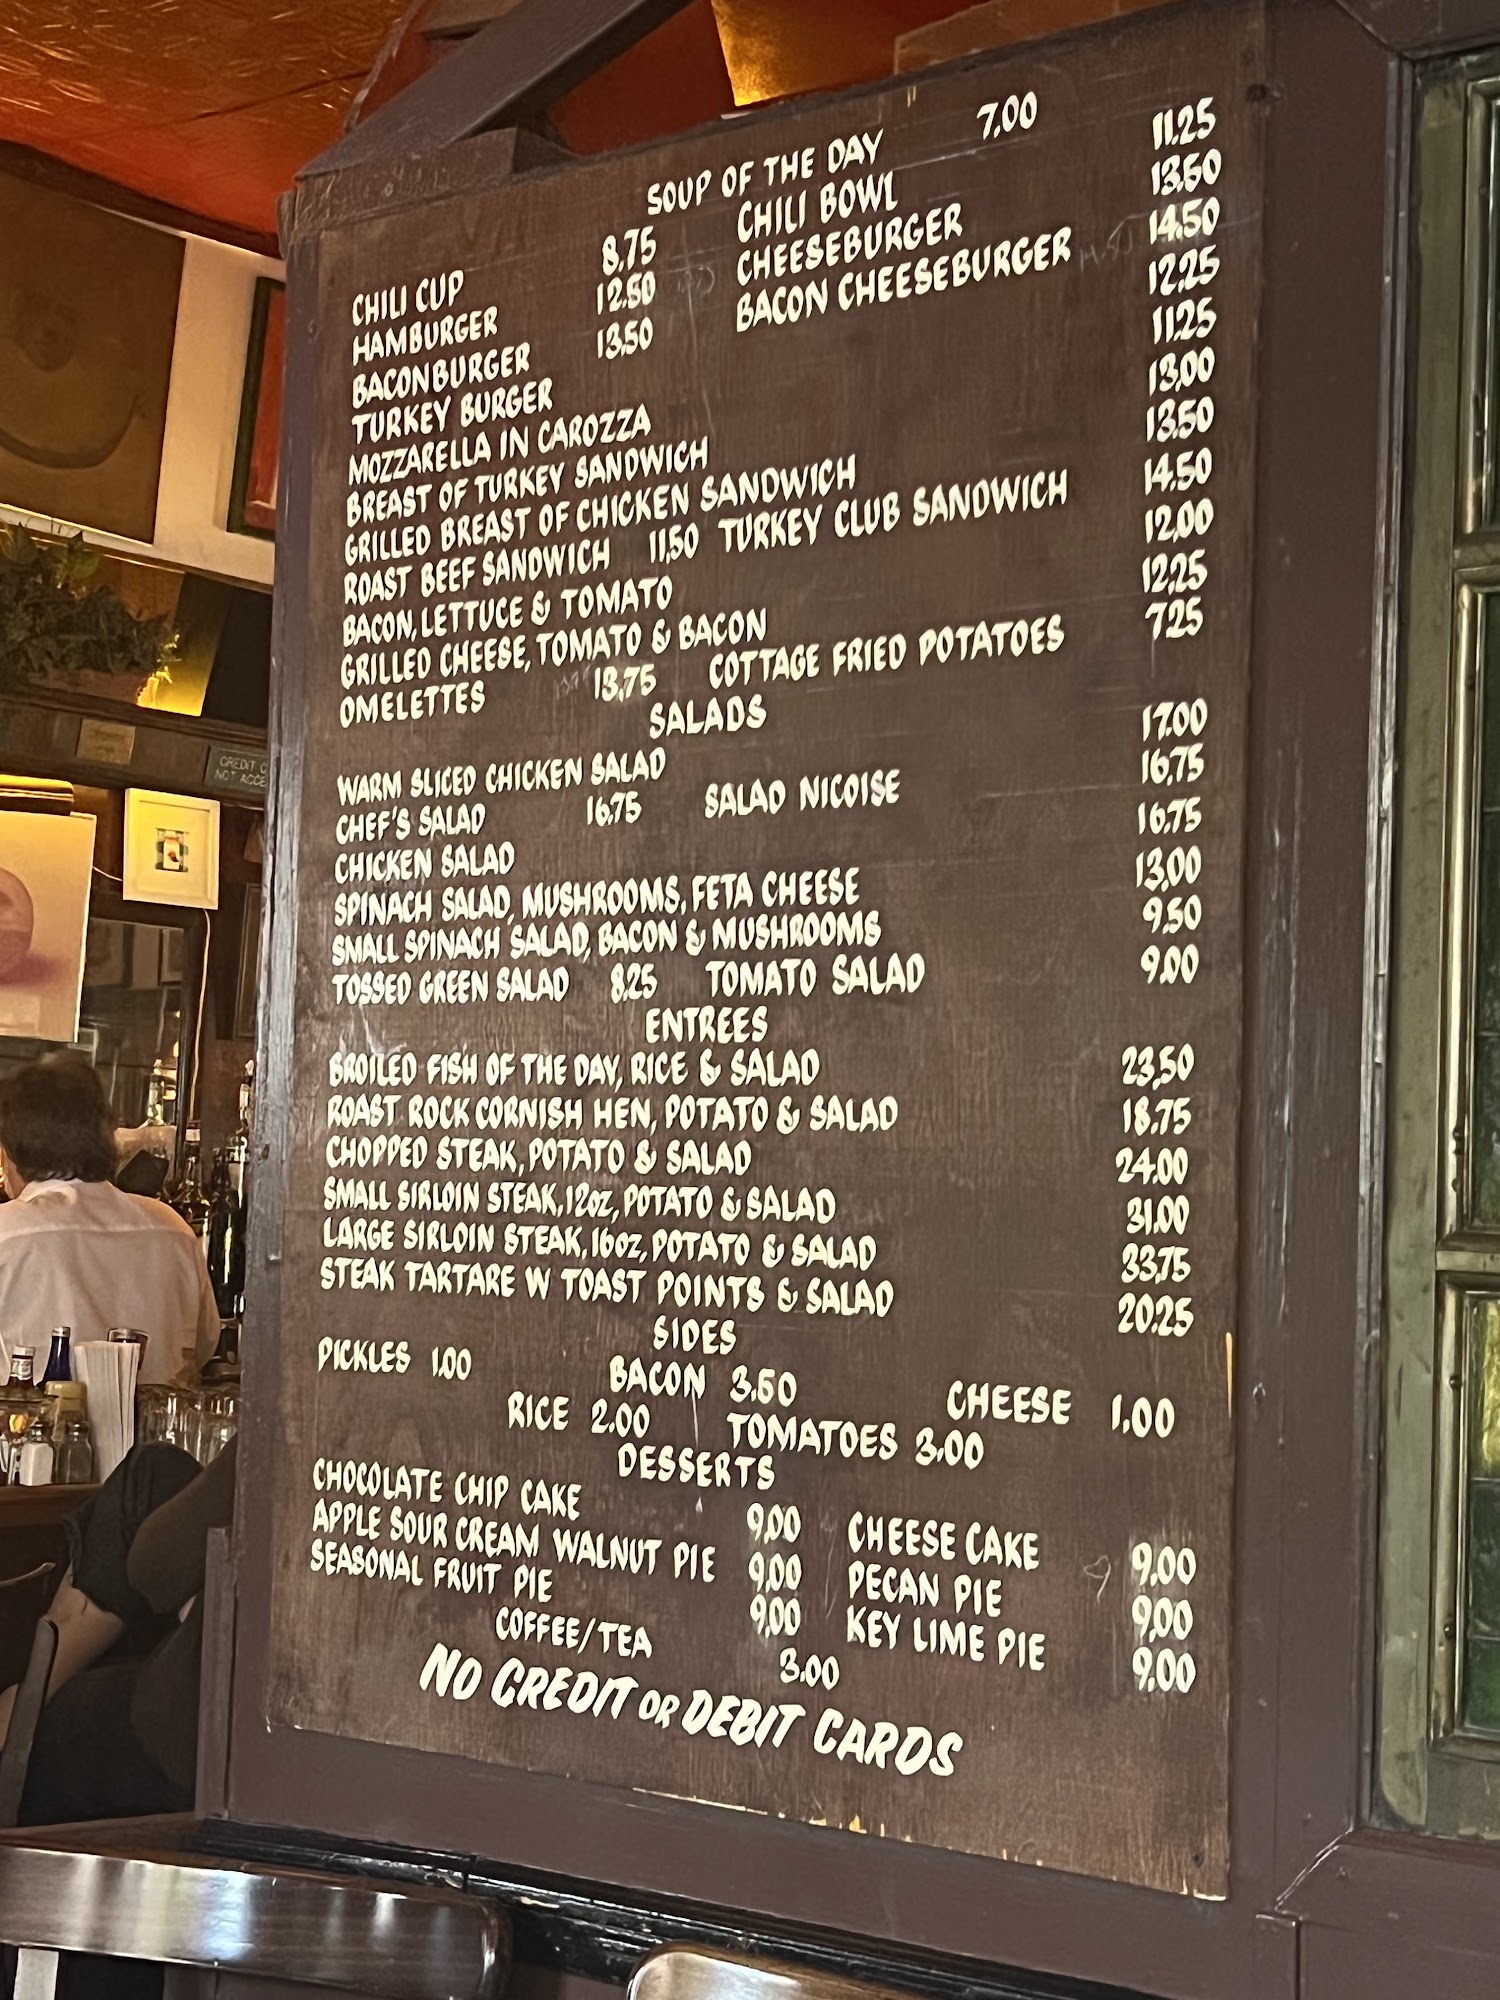 SOUP OF THE DAY 7.00
CHILI CUP 8.75 CHILI BOWL 11.25
HAMBURGER 12.50 CHEESEBURGER 13.50
BACONBURGER 13.50 BACON CHEESEBURGER 14.50
TURKEY BURGER 12.25
MOZZARELLA IN CAROZZA 11.25
BREAST OF TURKEY SANDWICH 13.00
GRILLED BREAST OF CHICKEN SANDWICH 13.50
ROAST BEEF SANDWICH 11.50 TURKEY CLUB SANDWICH 14.50
BACON, LETTUCE & TOMATO 12.00
GRILLED CHEESE, TOMATO & BACON 12.25
OMELETTES 13.75 COTTAGE FRIED POTATOES 7.25
SALADS
WARM SLICED CHICKEN SALAD 17.00
CHEF'S SALAD 16.75 SALAD NICOISE 16.75
CHICKEN SALAD 16.75
SPINACH SALAD, MUSHROOMS, FETA CHEESE 13.00
SMALL SPINACH SALAD, BACON & MUSHROOMS 9.50
TOSSED GREEN SALAD 8.25 TOMATO SALAD 9.00
ENTREES
BROILED FISH OF THE DAY, RICE & SALAD 23.50
ROAST ROCK CORNISH HEN, POTATO & SALAD 18.75
CHOPPED STEAK, POTATO & SALAD 24.00
SMALL SIRLOIN STEAK, 12oz, POTATO & SALAD 31.00
LARGE SIRLOIN STEAK, 16oz, POTATO & SALAD 33.75
STEAK TARTARE W TOAST POINTS & SALAD 20.25
SIDES
PICKLES 1.00 BACON 3.50 CHEESE 1.00
RICE 2.00 TOMATOES 3.00
DESSERTS
CHOCOLATE CHIP CAKE 9.00 CHEESE CAKE 9.00
APPLE SOUR CREAM WALNUT PIE 9.00 PECAN PIE 9.00
SEASONAL FRUIT PIE 9.00 KEY LIME PIE 9.00
COFFEE/TEA 3.00
NO CREDIT OR DEBIT CARDS
CREDIT
NOT